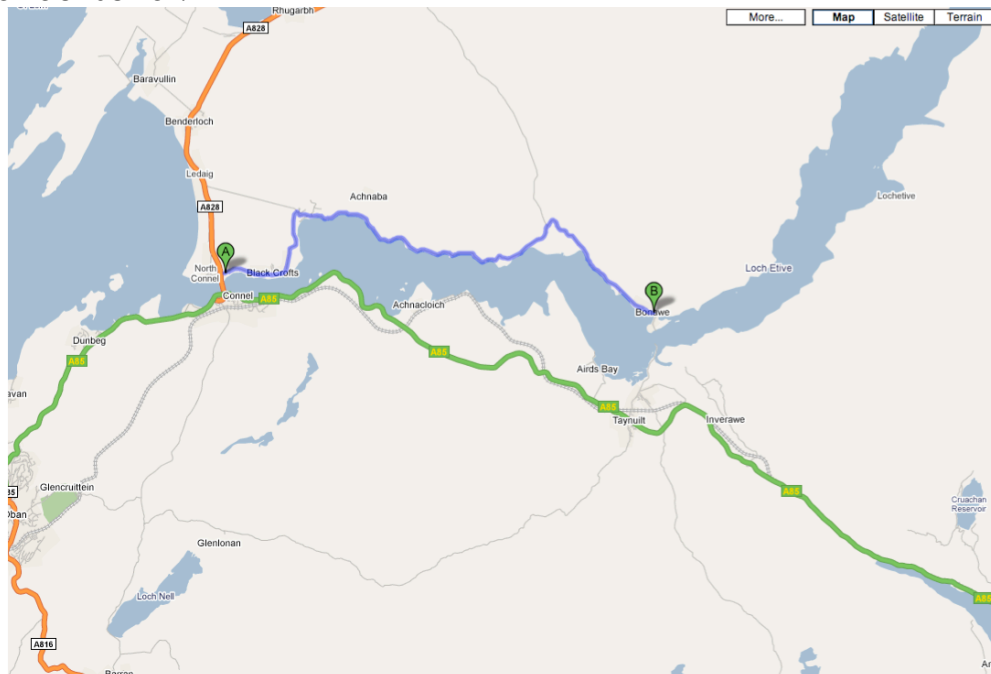 Rhugarbh
More...
Map
Satellite
Terrain
A828
Baravullin
Benderloch
Ledaig
Achnaba
A828
Lochetive
A
North
Connel
Black Crofts
Loch Etive
Connel
A85
B
Achnacloich
Bonawe
Dunbeg
A85
A85
Airds Bay
A85
Taynuilt
Inverawe
Glencruittein
A85
Cruachan
Reservoir
Oban
Glenlonan
Loch Nell
A85
A816